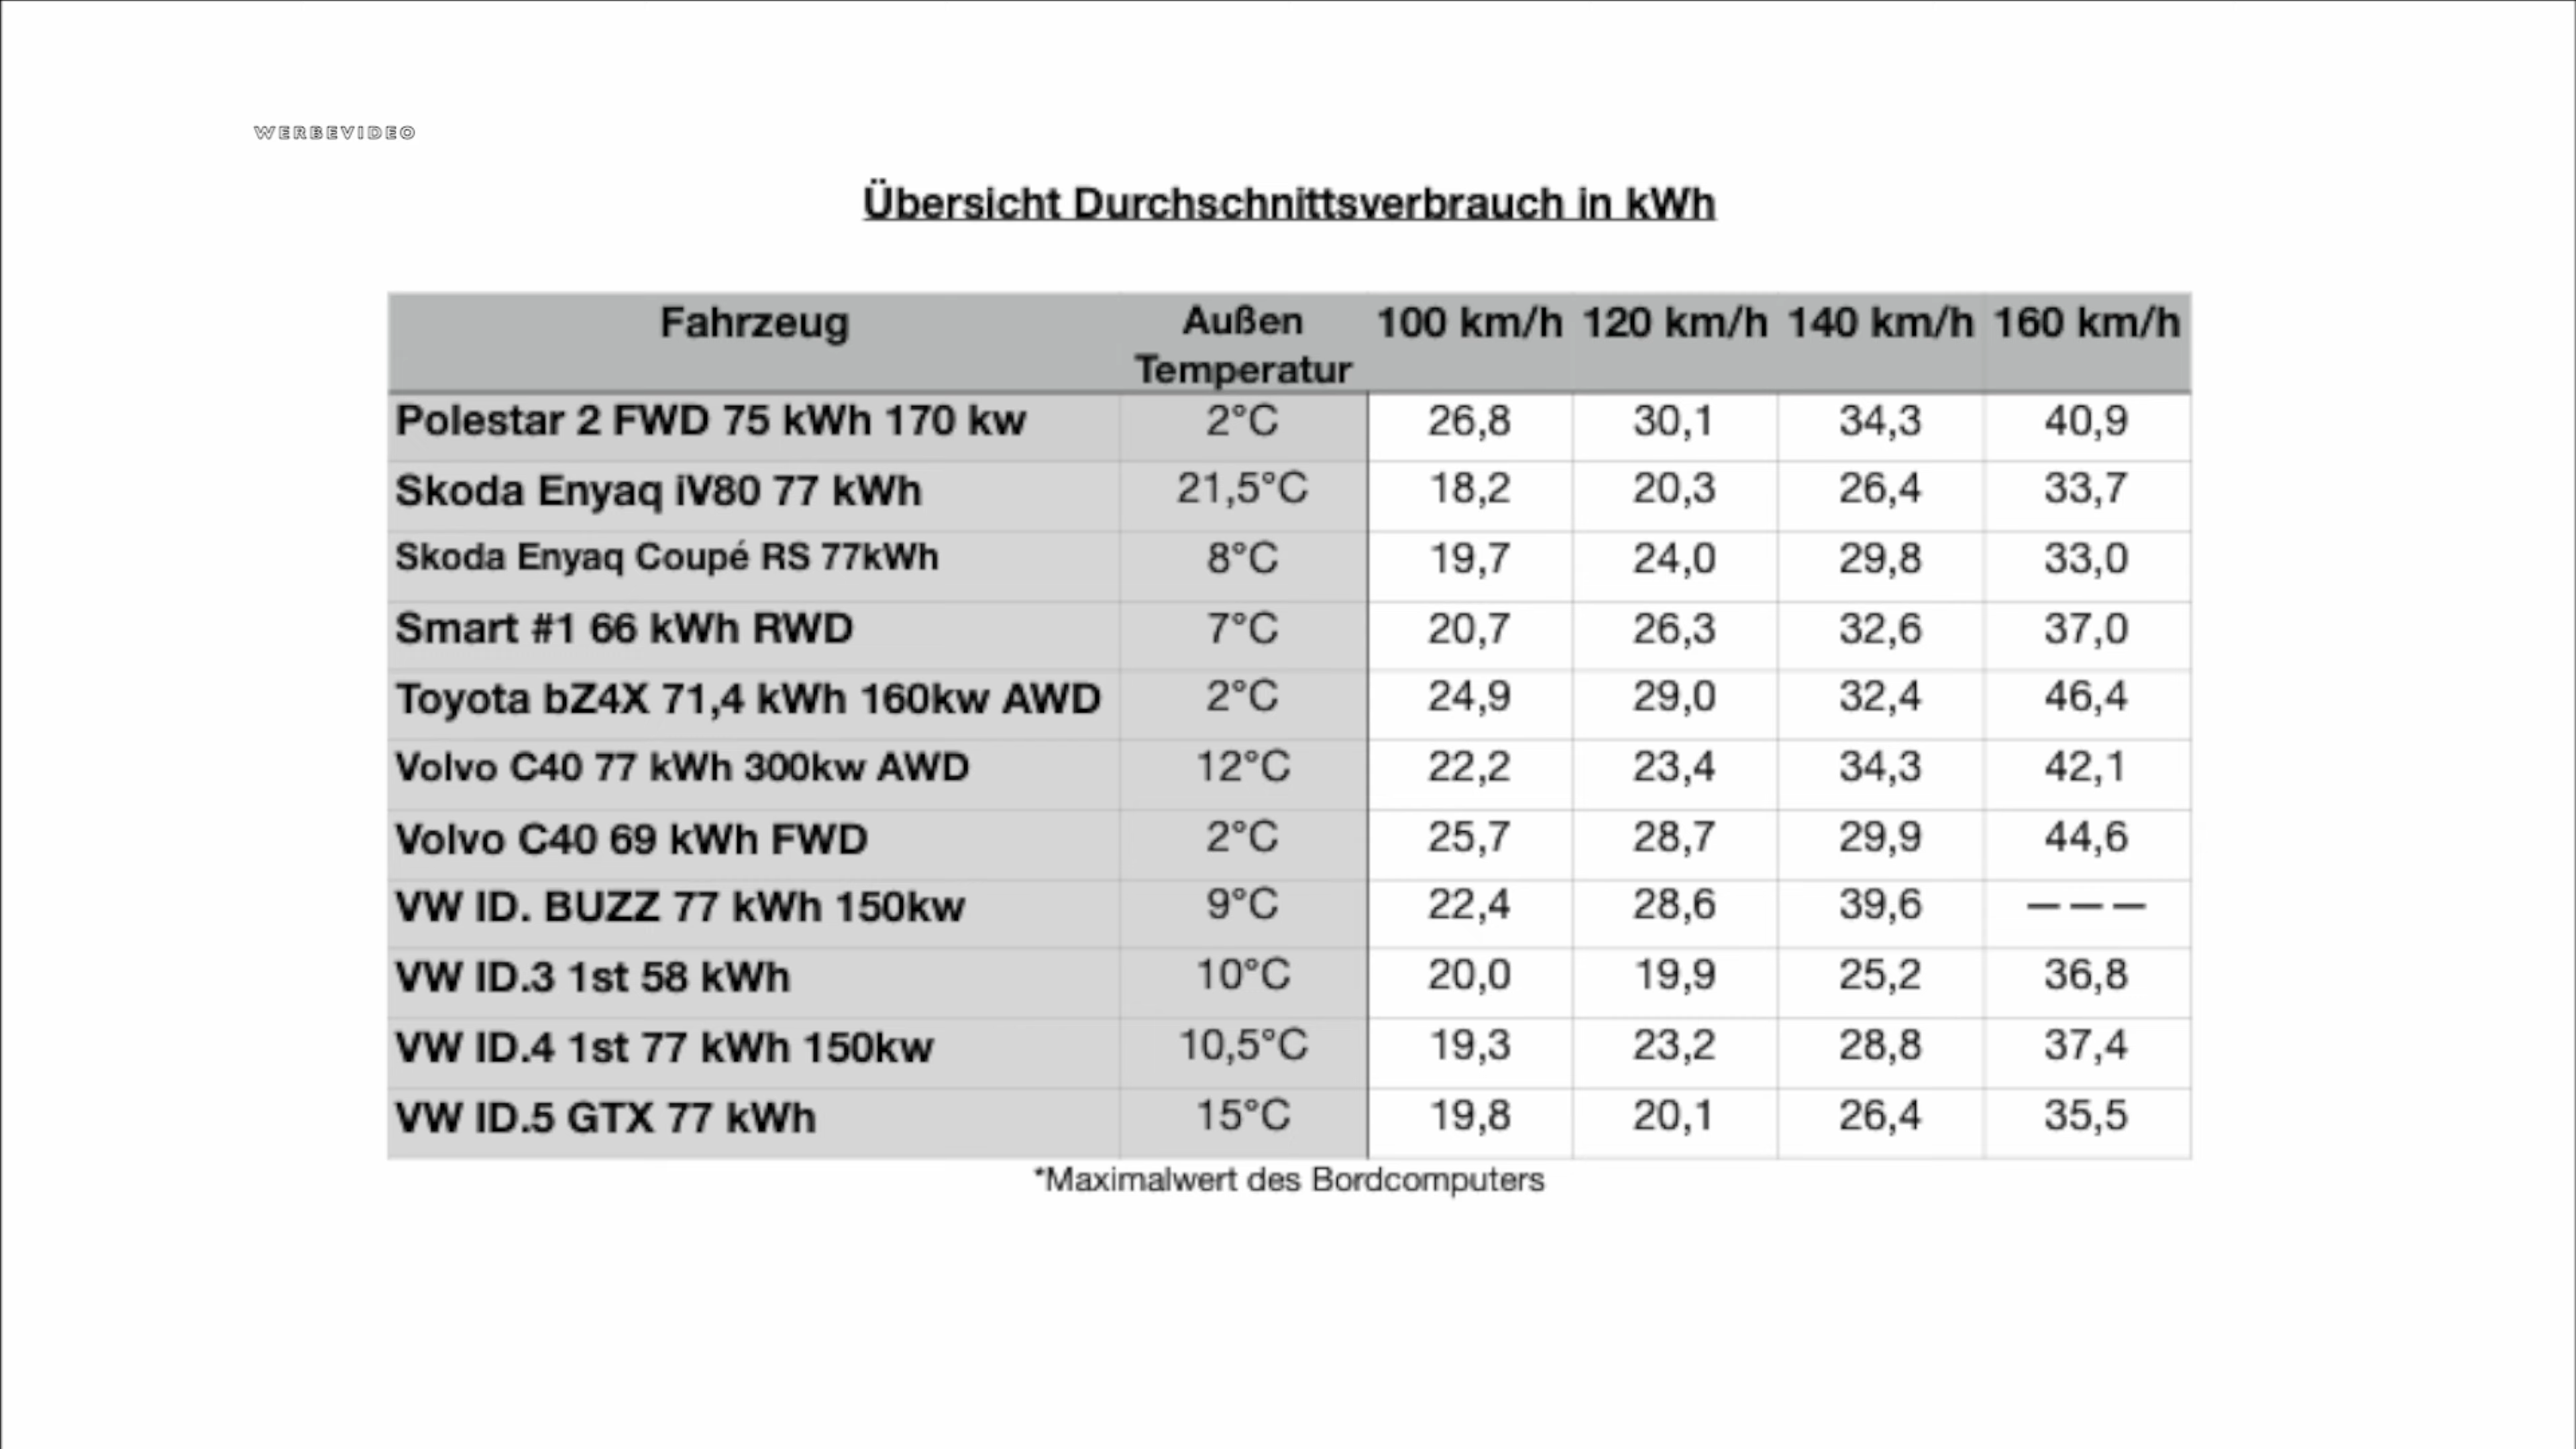 WERBEVIDEO
Übersicht Durchschnittsverbrauch in kWh
Fahrzeug Außen Temperatur 100 km/h 120 km/h 140 km/h 160 km/h
Polestar 2 FWD 75 kWh 170 kw 2°C 26,8 30,1 34,3 40,9
Skoda Enyaq iV80 77 kWh 21,5°C 18,2 20,3 26,4 33,7
Skoda Enyaq Coupé RS 77kWh 8°C 19,7 24,0 29,8 33,0
Smart #1 66 kWh RWD 7°C 20,7 26,3 32,6 37,0
Toyota bZ4X 71,4 kWh 160kw AWD 2°C 24,9 29,0 32,4 46,4
Volvo C40 77 kWh 300kw AWD 12°C 22,2 23,4 34,3 42,1
Volvo C40 69 kWh FWD 2°C 25,7 28,7 29,9 44,6
VW ID. BUZZ 77 kWh 150kw 9°C 22,4 28,6 39,6 – – –
VW ID.3 1st 58 kWh 10°C 20,0 19,9 25,2 36,8
VW ID.4 1st 77 kWh 150kw 10,5°C 19,3 23,2 28,8 37,4
VW ID.5 GTX 77 kWh 15°C 19,8 20,1 26,4 35,5
*Maximalwert des Bordcomputers